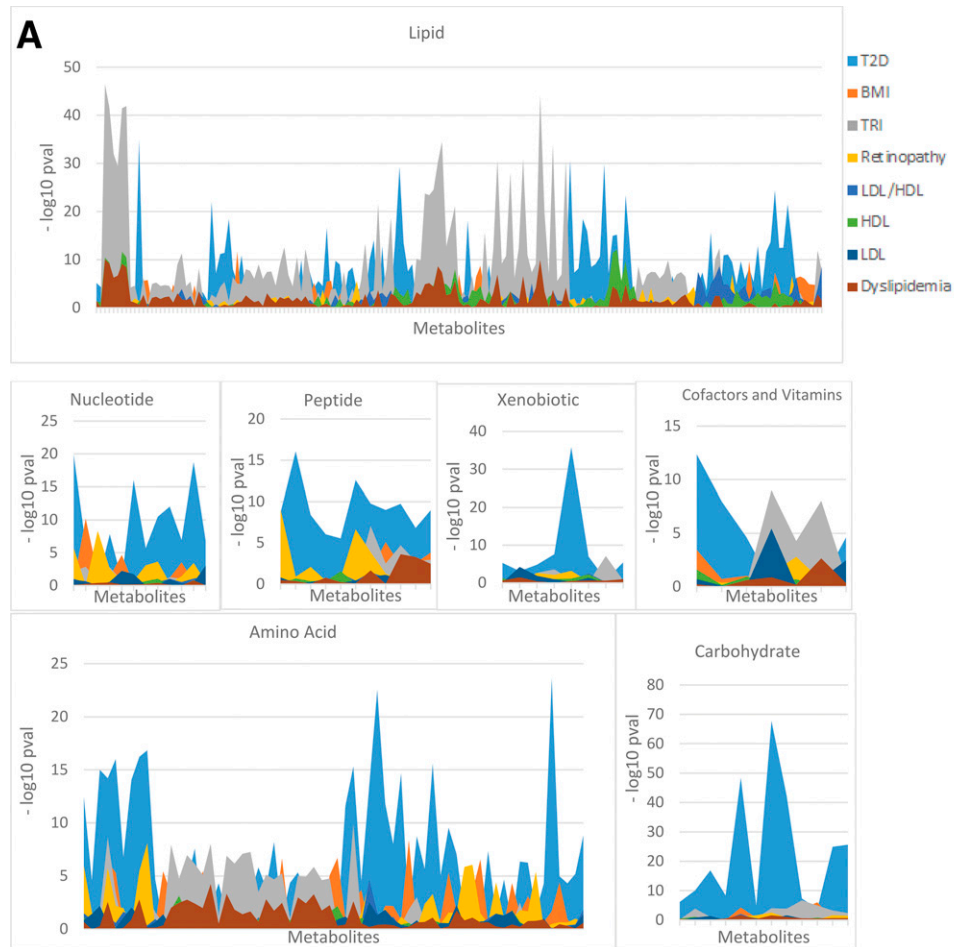 A
Lipid
50
40
30
20
10
0
- log10 pval
Metabolites
T2D
BMI
TRI
Retinopathy
LDL/HDL
HDL
LDL
Dyslipidemia
Nucleotide
25
20
15
10
5
0
- log10 pval
Metabolites
Peptide
20
15
10
5
0
- log10 pval
Metabolites
Xenobiotic
40
30
20
10
0
- log10 pval
Metabolites
Cofactors and Vitamins
15
10
5
0
- log10 pval
Metabolites
Amino Acid
25
20
15
10
5
0
- log10 pval
Metabolites
Carbohydrate
80
70
60
50
40
30
20
10
0
- log10 pval
Metabolites